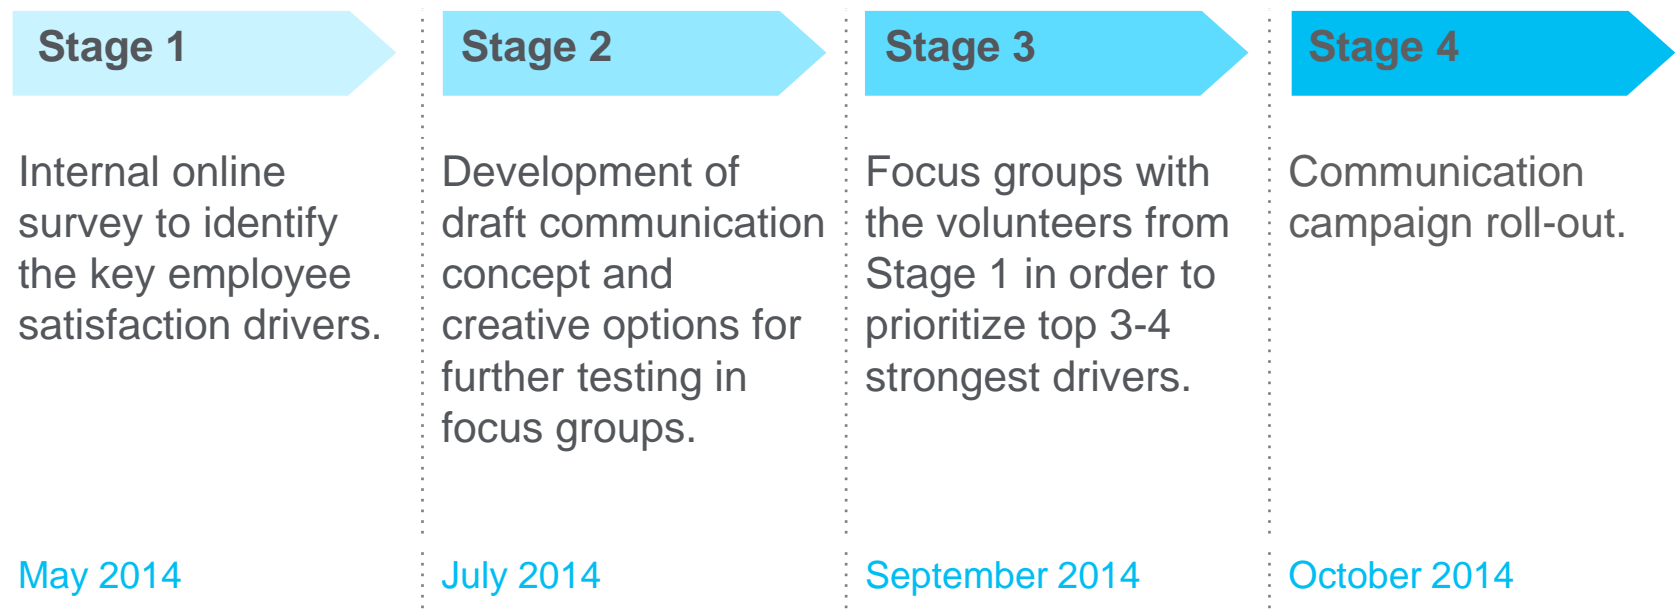 Stage 1
Internal online
survey to identify
the key employee
satisfaction drivers.
May 2014
Stage 2
Development of
draft communication
concept and
creative options for
further testing in
focus groups.
July 2014
Stage 3
Focus groups with
the volunteers from
Stage 1 in order to
prioritize top 3-4
strongest drivers.
September 2014
Stage 4
Communication
campaign roll-out.
October 2014